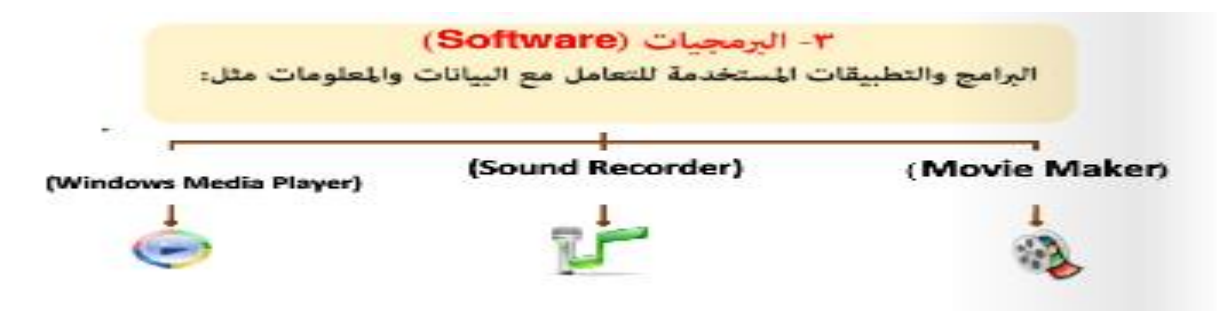 ٣- البرمجيات (Software)
البرامج والتطبيقات المستخدمة للتعامل مع البيانات والمعلومات مثل:
(Windows Media Player) (Sound Recorder) (Movie Maker)